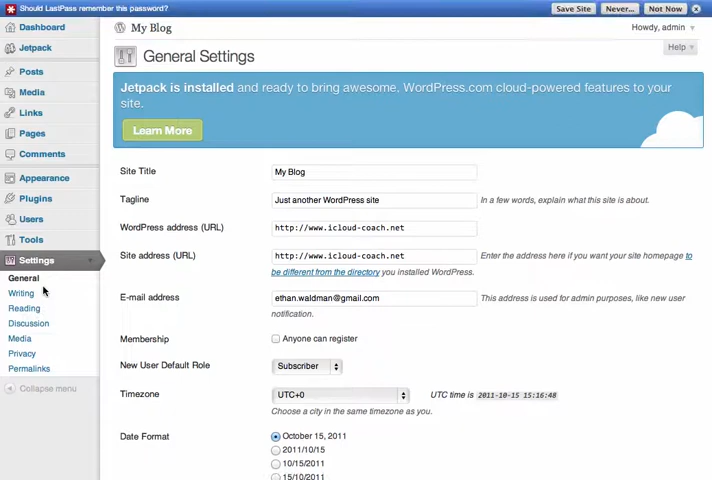 Should LastPass remember this password?
Save Site
Never...
Not Now
Dashboard
Jetpack
Posts
Media
Links
Pages
Comments
Appearance
Plugins
Users
Tools
Settings
General
Writing
Reading
Discussion
Media
Privacy
Permalinks
Collapse menu
My Blog
Howdy, admin
Help
General Settings
Jetpack is installed and ready to bring awesome, WordPress.com cloud-powered features to your
site.
Learn More
Site Title
My Blog
Tagline
Just another WordPress site
In a few words, explain what this site is about.
WordPress address (URL)
http://www.icloud-coach.net
Site address (URL)
http://www.icloud-coach.net
Enter the address here if you want your site homepage to
be different from the directory you installed WordPress.
E-mail address
ethan.waldman@gmail.com
This address is used for admin purposes, like new user
notification.
Membership
Anyone can register
New User Default Role
Subscriber
Timezone
UTC+0
UTC time is 2011-10-15 15:16:48
Choose a city in the same timezone as you.
Date Format
October 15, 2011
2011/10/15
10/15/2011
15/10/2011